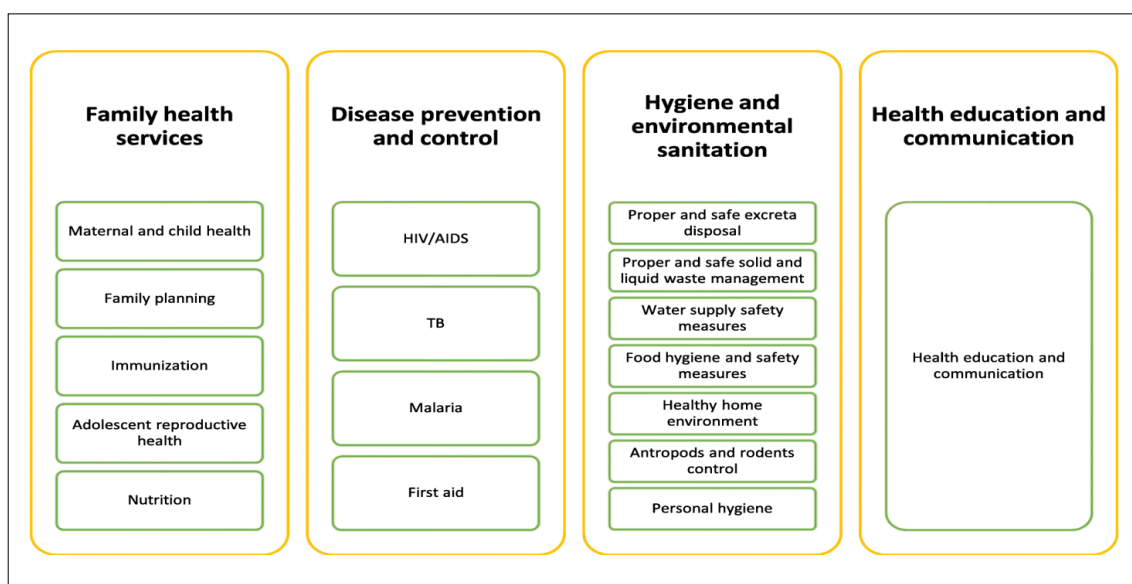 Family health
services
Maternal and child health
Family planning
Immunization
Adolescent reproductive
health
Nutrition
Disease prevention
and control
HIV/AIDS
TB
Malaria
First aid
Hygiene and
environmental
sanitation
Proper and safe excreta
disposal
Proper and safe solid and
liquid waste management
Water supply safety
measures
Food hygiene and safety
measures
Healthy home
environment
Antropods and rodents
control
Personal hygiene
Health education and
communication
Health education and
communication